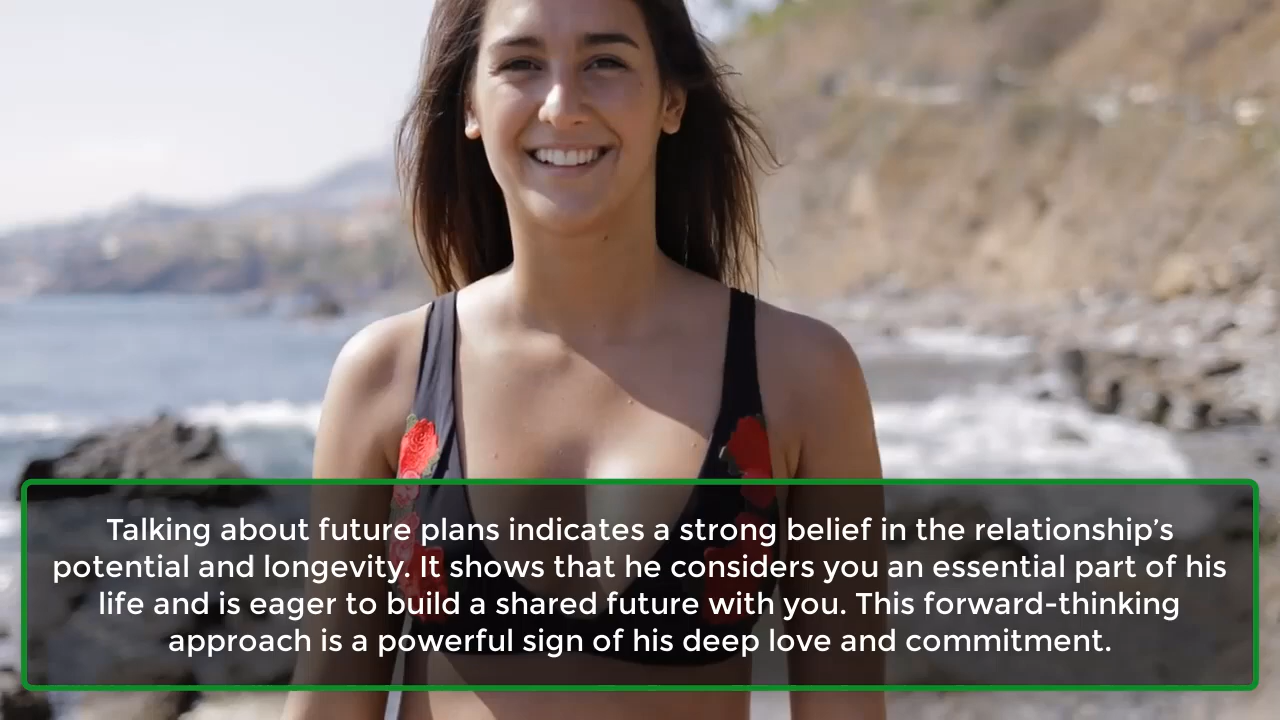 Talking about future plans indicates a strong belief in the relationship’s
potential and longevity. It shows that he considers you an essential part of his
life and is eager to build a shared future with you. This forward-thinking
approach is a powerful sign of his deep love and commitment.